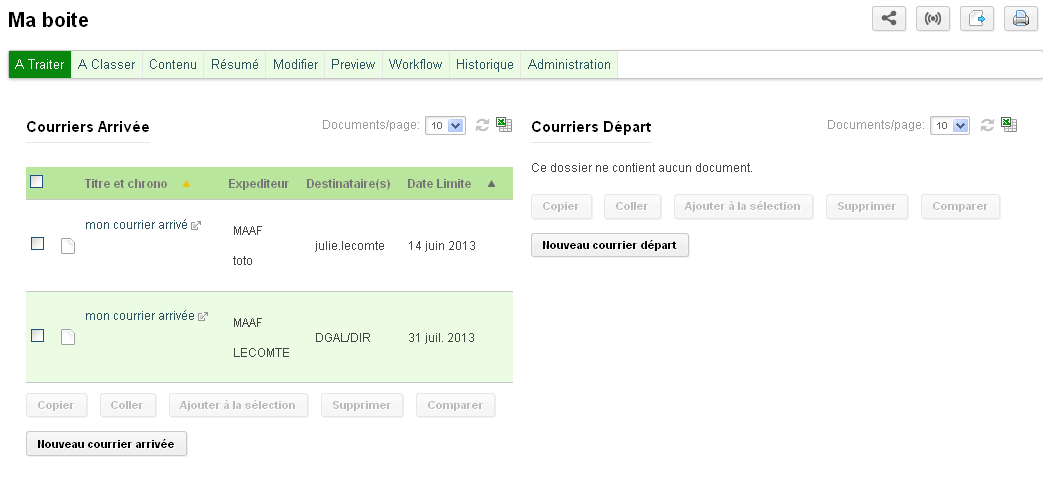 Ma boite
A Traiter A Classer Contenu Résumé Modifier Preview Workflow Historique Administration
Courriers Arrivée Documents/page: 10
Titre et chrono Expediteur Destinataire(s) Date Limite
mon courrier arrivé MAAF
toto julie.lecomte 14 juin 2013
mon courrier arrivée MAAF
LECOMTE DGAL/DIR 31 juil. 2013
Copier Coller Ajouter à la sélection Supprimer Comparer
Nouveau courrier arrivée
Courriers Départ Documents/page: 10
Ce dossier ne contient aucun document.
Copier Coller Ajouter à la sélection Supprimer Comparer
Nouveau courrier départ